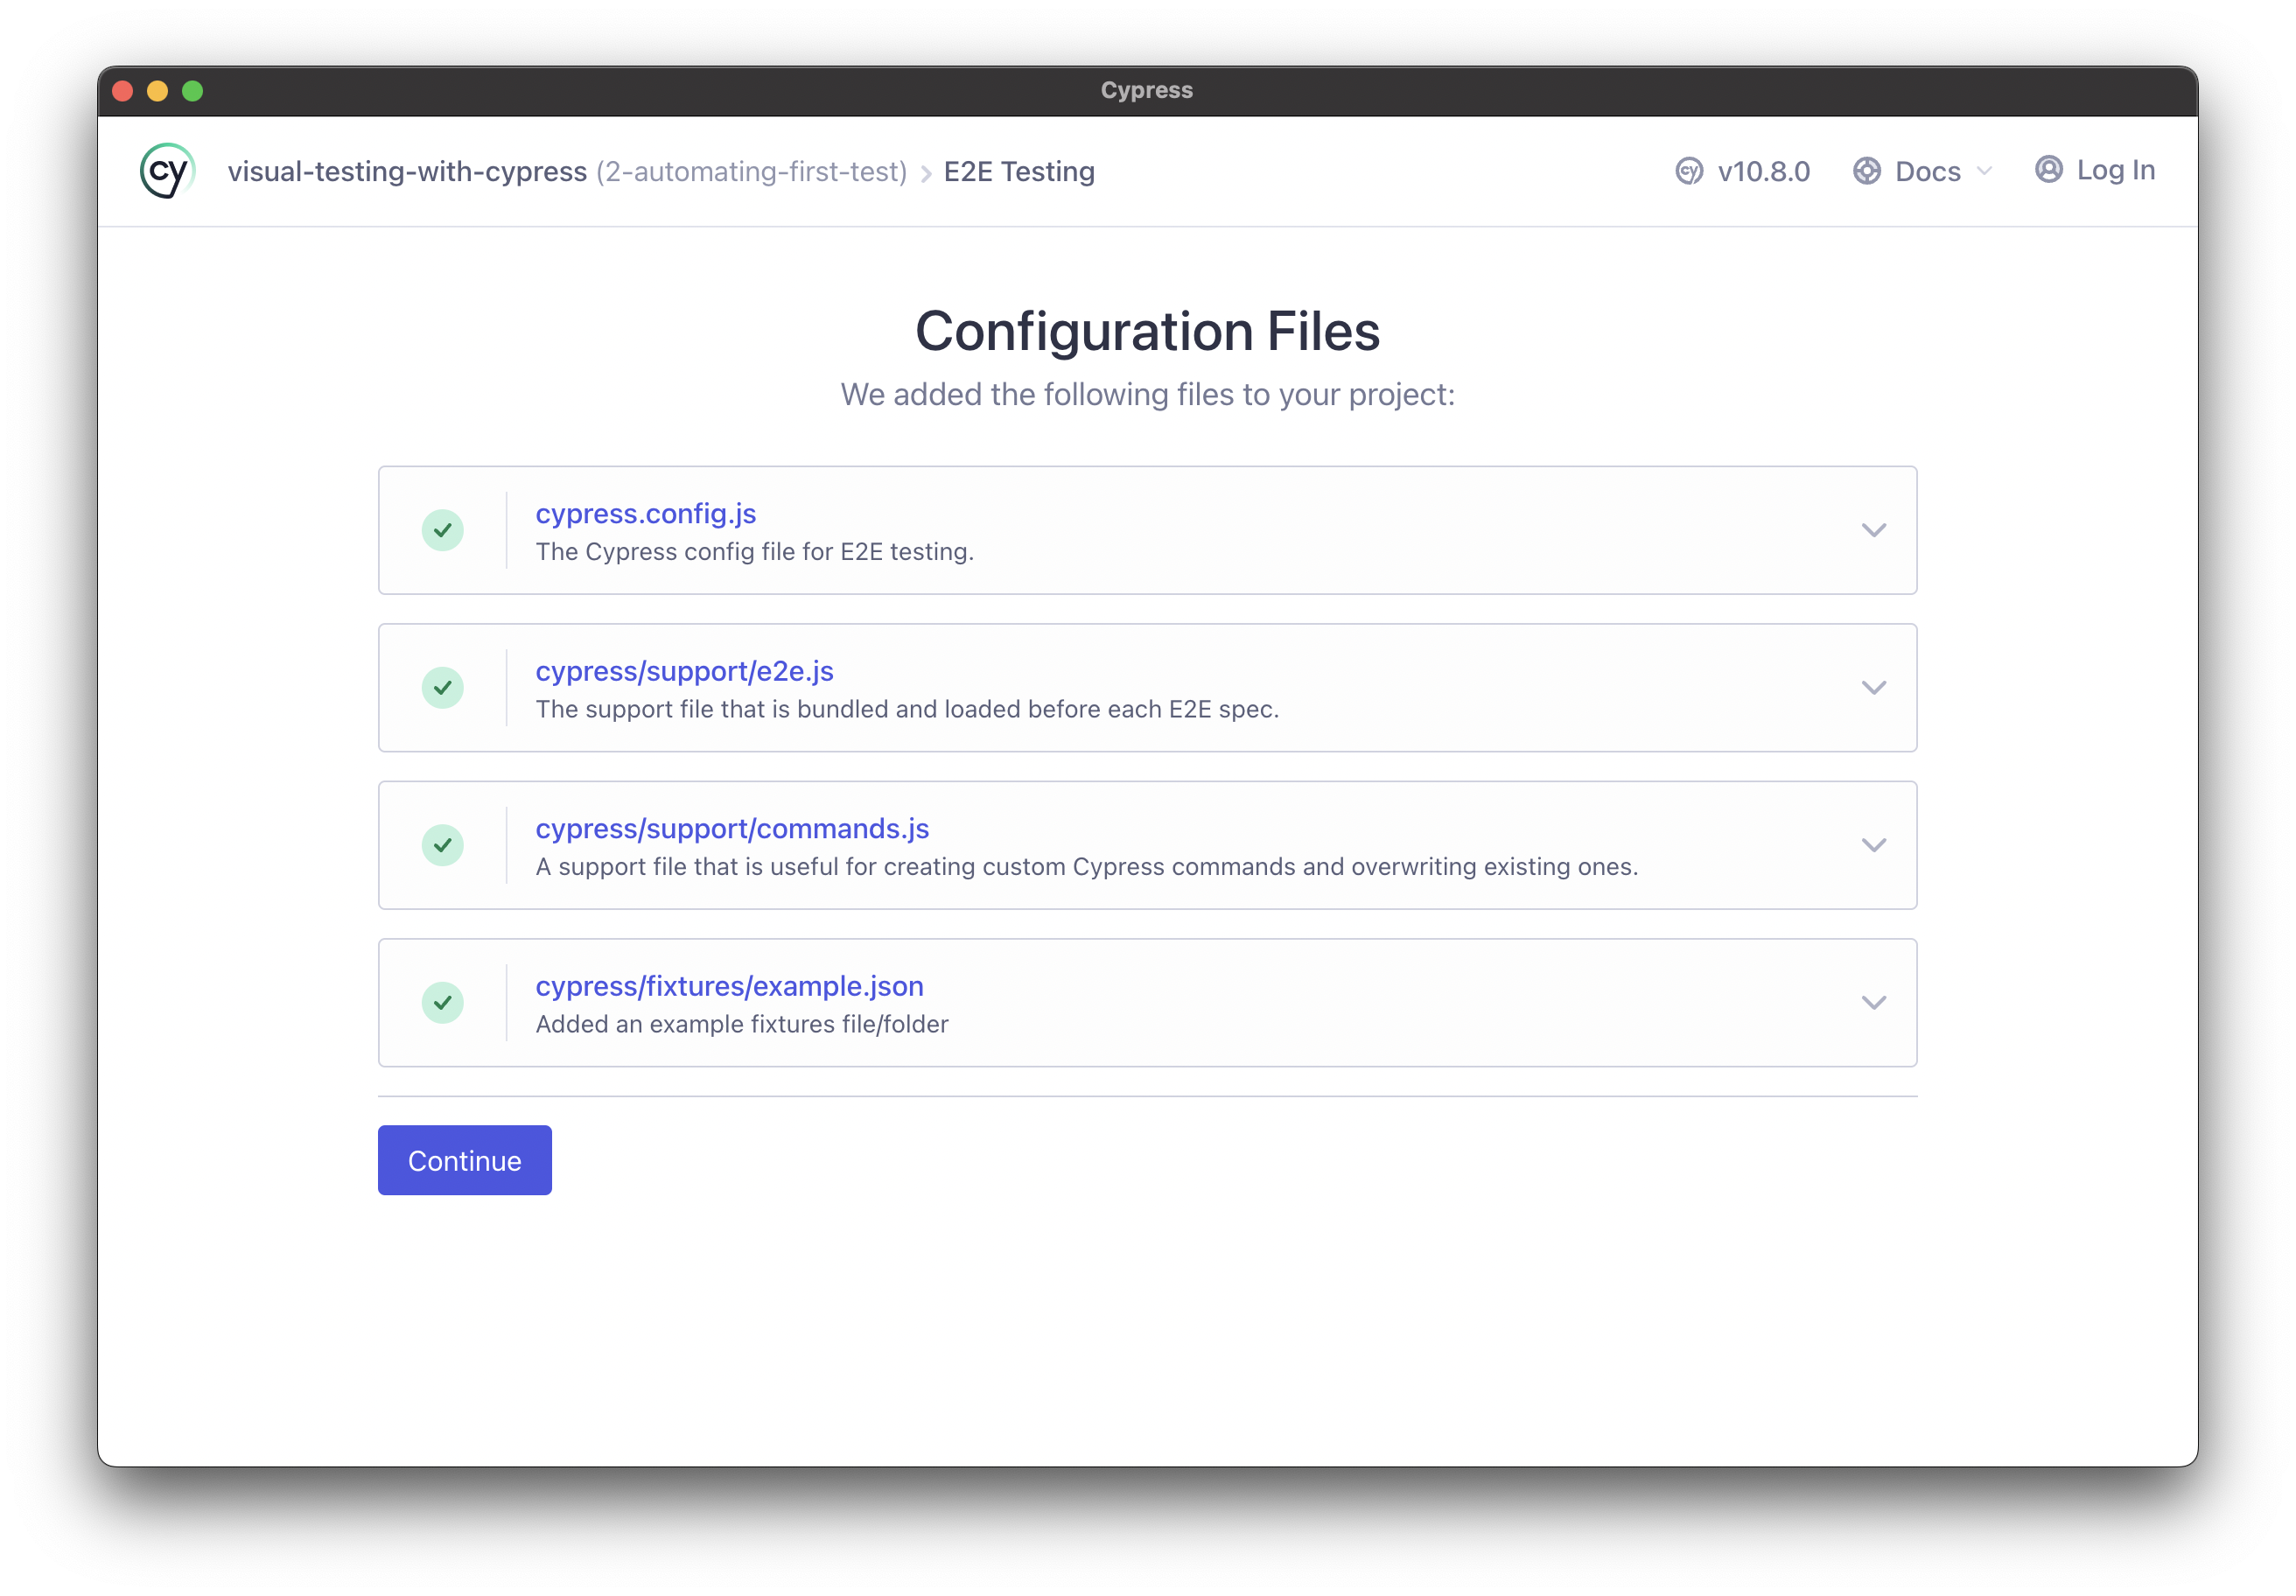 Cypress
cy visual-testing-with-cypress (2-automating-first-test) > E2E Testing cy v10.8.0 Docs Log In
Configuration Files
We added the following files to your project:
cypress.config.js
The Cypress config file for E2E testing.
cypress/support/e2e.js
The support file that is bundled and loaded before each E2E spec.
cypress/support/commands.js
A support file that is useful for creating custom Cypress commands and overwriting existing ones.
cypress/fixtures/example.json
Added an example fixtures file/folder
Continue